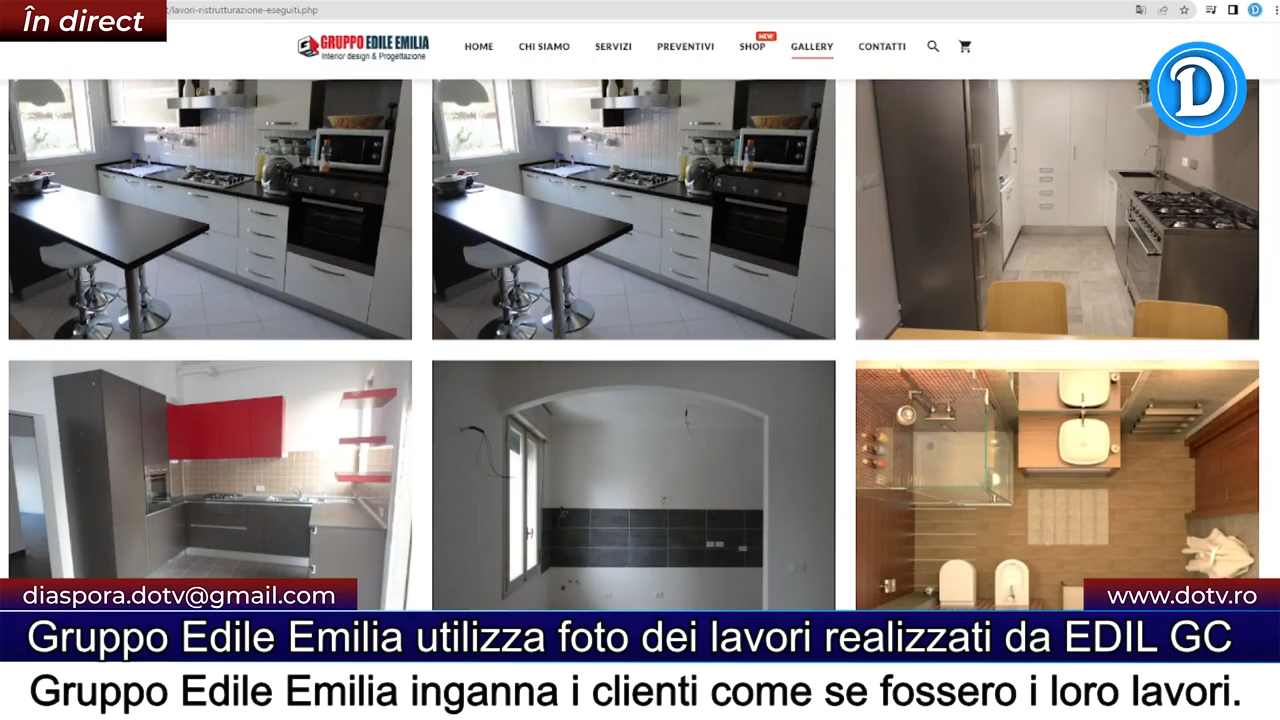 În direct
/lavori-ristrutturazione-eseguiti.php
GRUPPO EDILE EMILIA
Interior design & Progettazione
HOME CHI SIAMO SERVIZI PREVENTIVI SHOP NEW GALLERY CONTATTI
D
diaspora.dotv@gmail.com
www.dotv.ro
Gruppo Edile Emilia utilizza foto dei lavori realizzati da EDIL GC
Gruppo Edile Emilia inganna i clienti come se fossero i loro lavori.